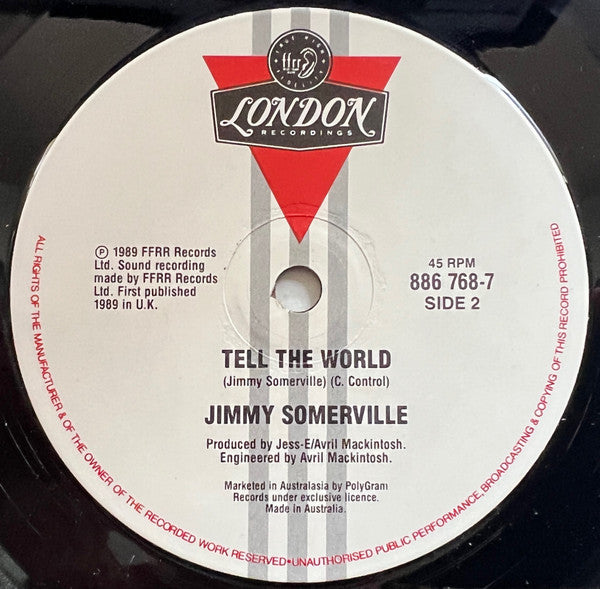 FULL FREQUENCY
ffrr
LONDON
RECORDINGS
Ⓟ 1989 FFRR Records
Ltd. Sound recording
made by FFRR Records
Ltd. First published
1989 in U.K.
45 RPM
886 768-7
SIDE 2
TELL THE WORLD
(Jimmy Somerville) (C. Control)
JIMMY SOMERVILLE
Produced by Jess-E/Avril Mackintosh.
Engineered by Avril Mackintosh.
Marketed in Australasia by PolyGram
Records under exclusive licence.
Made in Australia.
ALL RIGHTS OF THE MANUFACTURER & OF THE OWNER OF THE RECORDED WORK RESERVED•UNAUTHORISED PUBLIC PERFORMANCE, BROADCASTING & COPYING OF THIS RECORD PROHIBITED